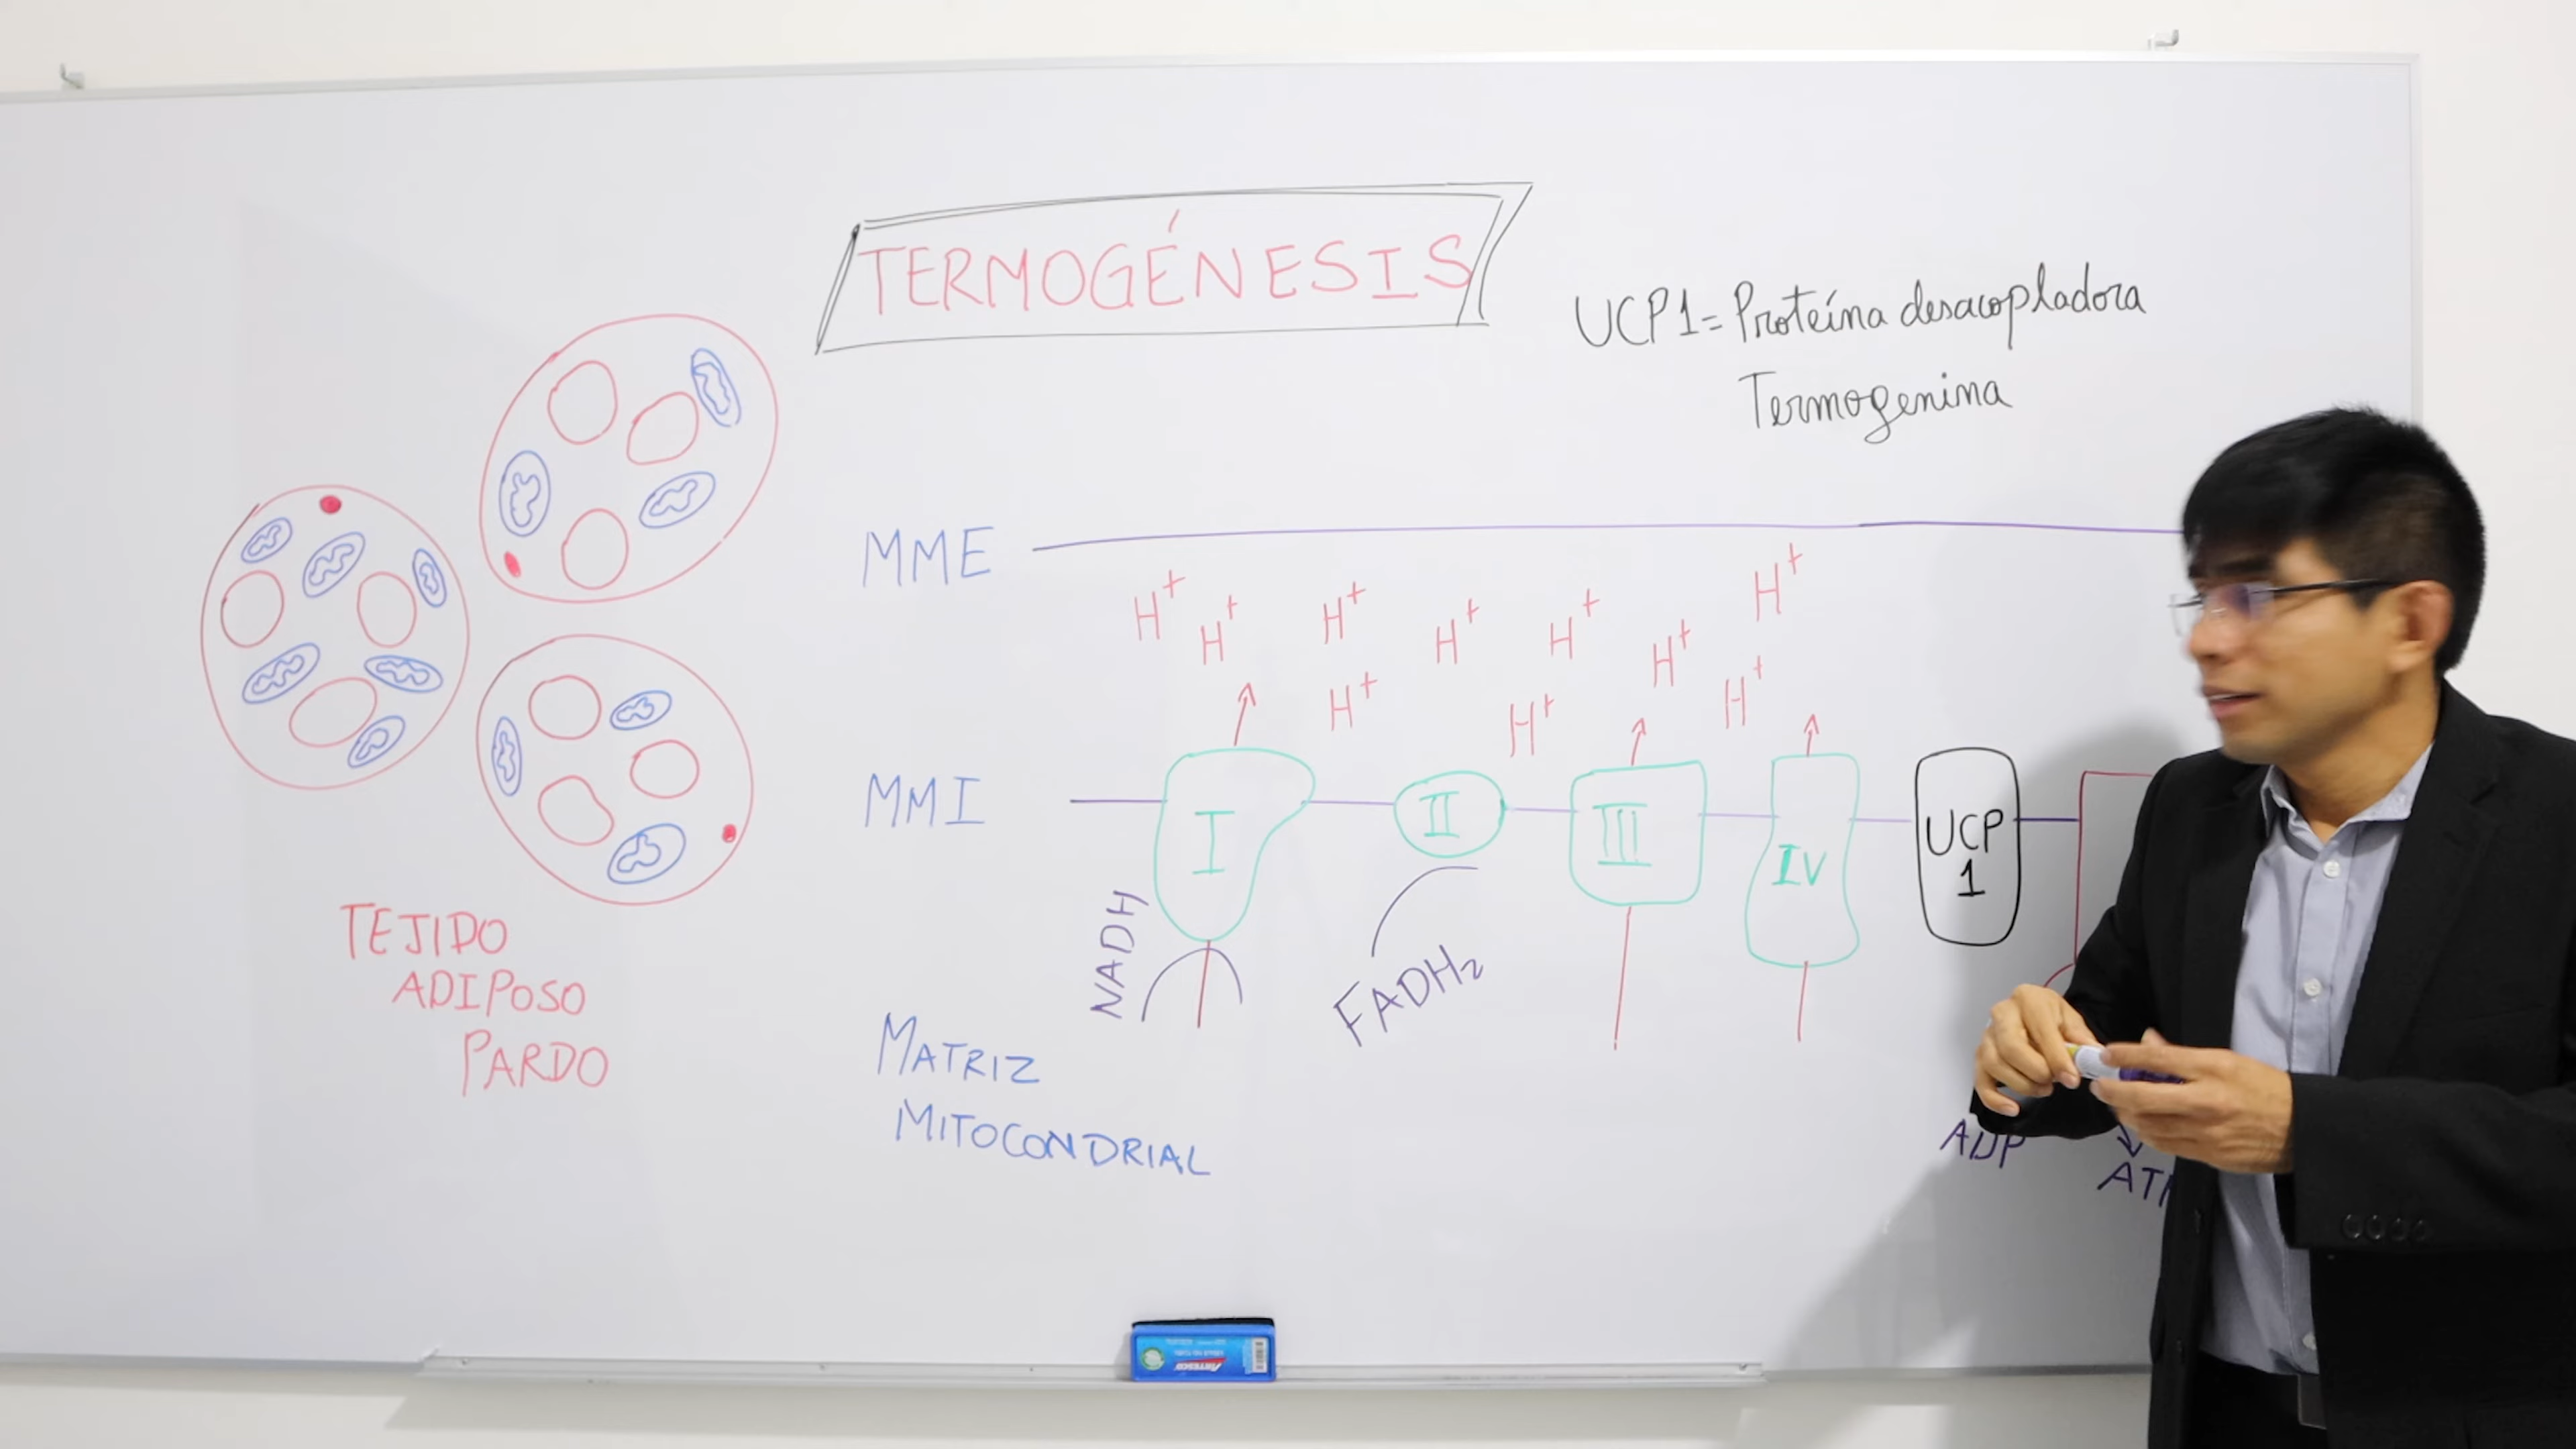 TERMOGÉNESIS
UCP1 = Proteína desacopladora
Termogenina
MME
H+ H+ H+ H+ H+ H+ H+
H+ H+ H+
MMI
I
II
III
IV
UCP
1
NADH
FADH2
TEJIDO
ADIPOSO
PARDO
MATRIZ
MITOCONDRIAL
ADP
ARTESCO